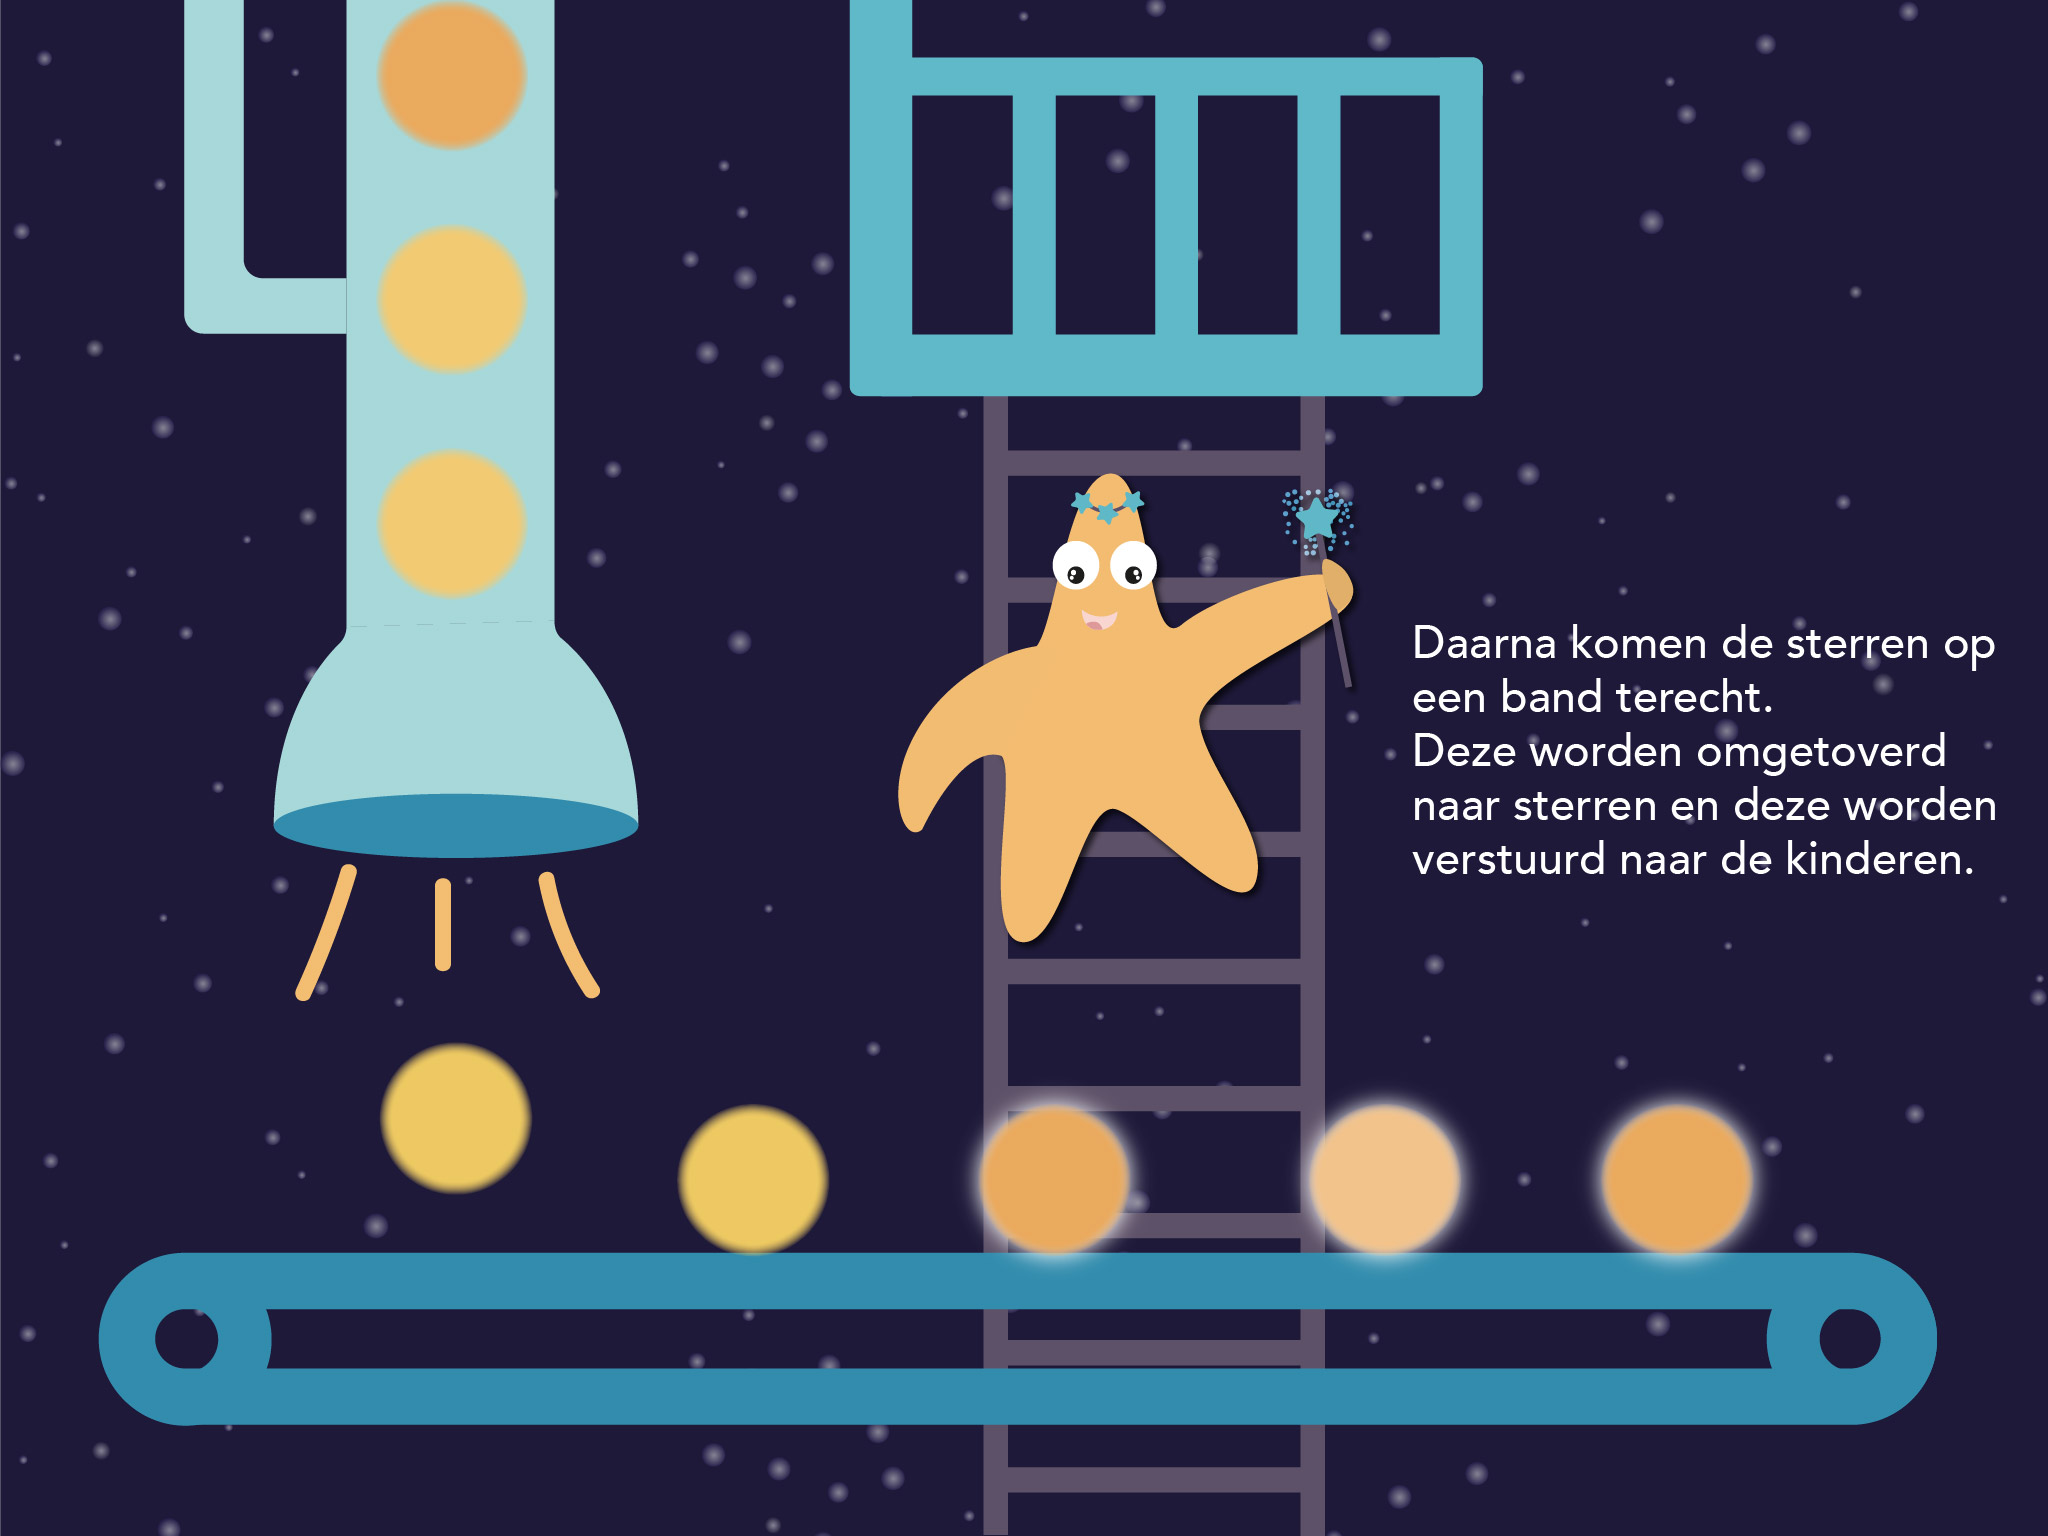 Daarna komen de sterren op
een band terecht.
Deze worden omgetoverd
naar sterren en deze worden
verstuurd naar de kinderen.